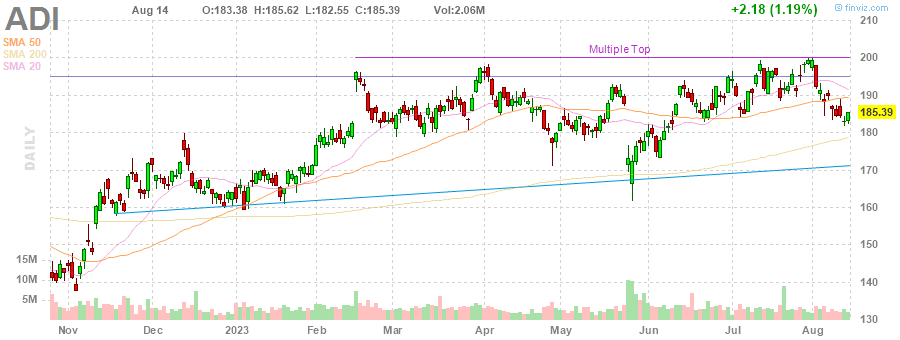 ADI
Aug 14 O:183.38 H:185.62 L:182.55 C:185.39 Vol:2.06M +2.18 (1.19%) finviz.com
SMA 50
SMA 200
SMA 20
Multiple Top
DAILY
210
200
190
185.39
180
170
160
150
140
130
15M
10M
5M
Nov Dec 2023 Feb Mar Apr May Jun Jul Aug